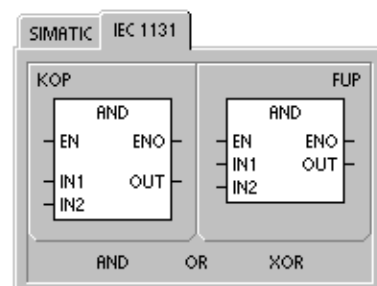 SIMATIC IEC 1131
KOP FUP
AND AND
EN ENO EN ENO
IN1 OUT IN1 OUT
IN2 IN2
AND OR XOR